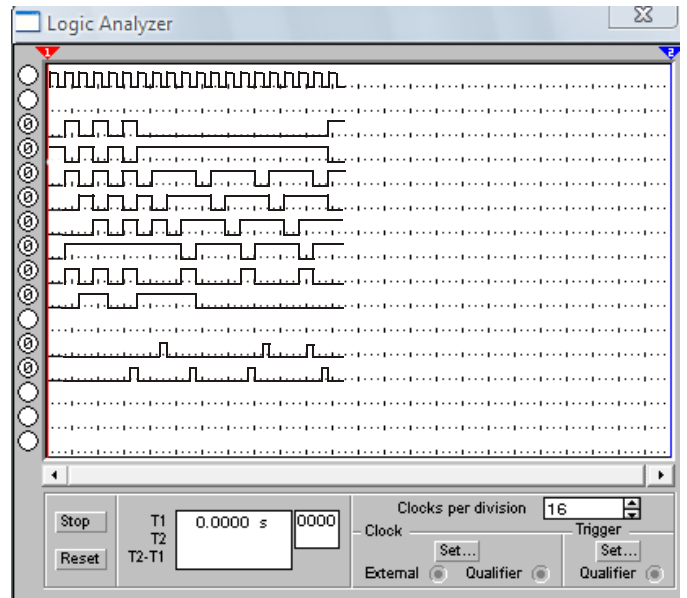 Logic Analyzer
1
2
0
0
0
0
0
0
0
0
0
0
Stop
Reset
T1
T2
T2-T1
0.0000 s
0000
Clocks per division
16
Clock
Set...
External
Qualifier
Trigger
Set...
Qualifier